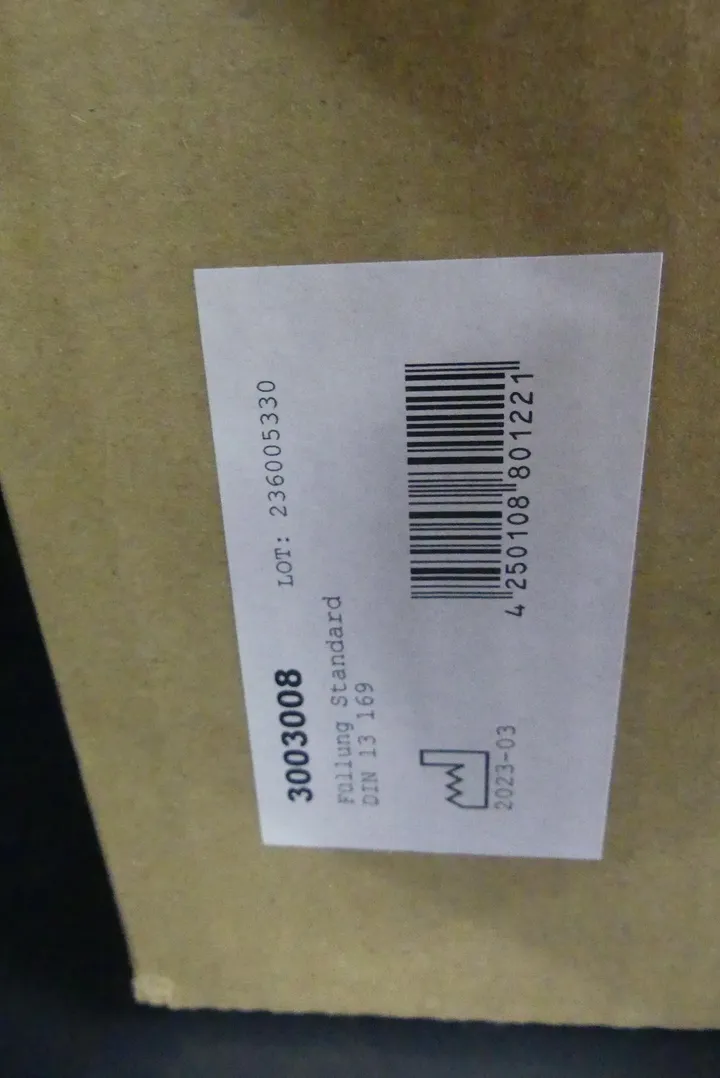 3003008 LOT: 236005330
Füllung Standard
DIN 13 169
2023-03
4 250108 801221